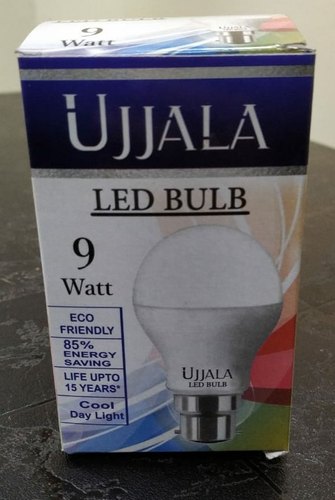 9
Watt
UJJALA
LED BULB
9
Watt
ECO
FRIENDLY
85%
ENERGY
SAVING
LIFE UPTO
15 YEARS*
Cool
Day Light
UJJALA
LED BULB